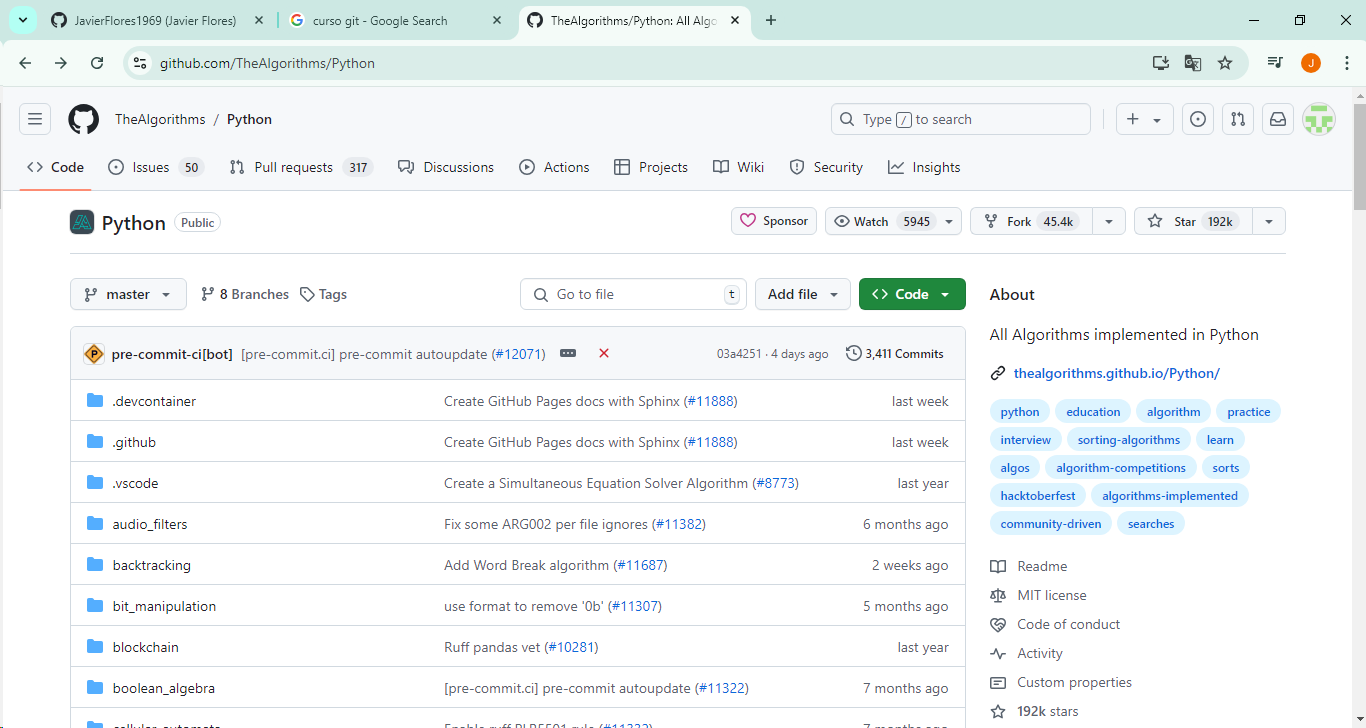 JavierFlores1969 (Javier Flores)
curso git - Google Search
TheAlgorithms/Python: All Algo
github.com/TheAlgorithms/Python
J
TheAlgorithms / Python
Type / to search
Code
Issues 50
Pull requests 317
Discussions
Actions
Projects
Wiki
Security
Insights
Python Public
Sponsor
Watch 5945
Fork 45.4k
Star 192k
master
8 Branches
Tags
Go to file t
Add file
Code
About
All Algorithms implemented in Python
thealgorithms.github.io/Python/
P pre-commit-ci[bot] [pre-commit.ci] pre-commit autoupdate (#12071) 03a4251 · 4 days ago 3,411 Commits
.devcontainer Create GitHub Pages docs with Sphinx (#11888) last week
.github Create GitHub Pages docs with Sphinx (#11888) last week
.vscode Create a Simultaneous Equation Solver Algorithm (#8773) last year
audio_filters Fix some ARG002 per file ignores (#11382) 6 months ago
backtracking Add Word Break algorithm (#11687) 2 weeks ago
bit_manipulation use format to remove '0b' (#11307) 5 months ago
blockchain Ruff pandas vet (#10281) last year
boolean_algebra [pre-commit.ci] pre-commit autoupdate (#11322) 7 months ago
python education algorithm practice
interview sorting-algorithms learn
algos algorithm-competitions sorts
hacktoberfest algorithms-implemented
community-driven searches
Readme
MIT license
Code of conduct
Activity
Custom properties
192k stars